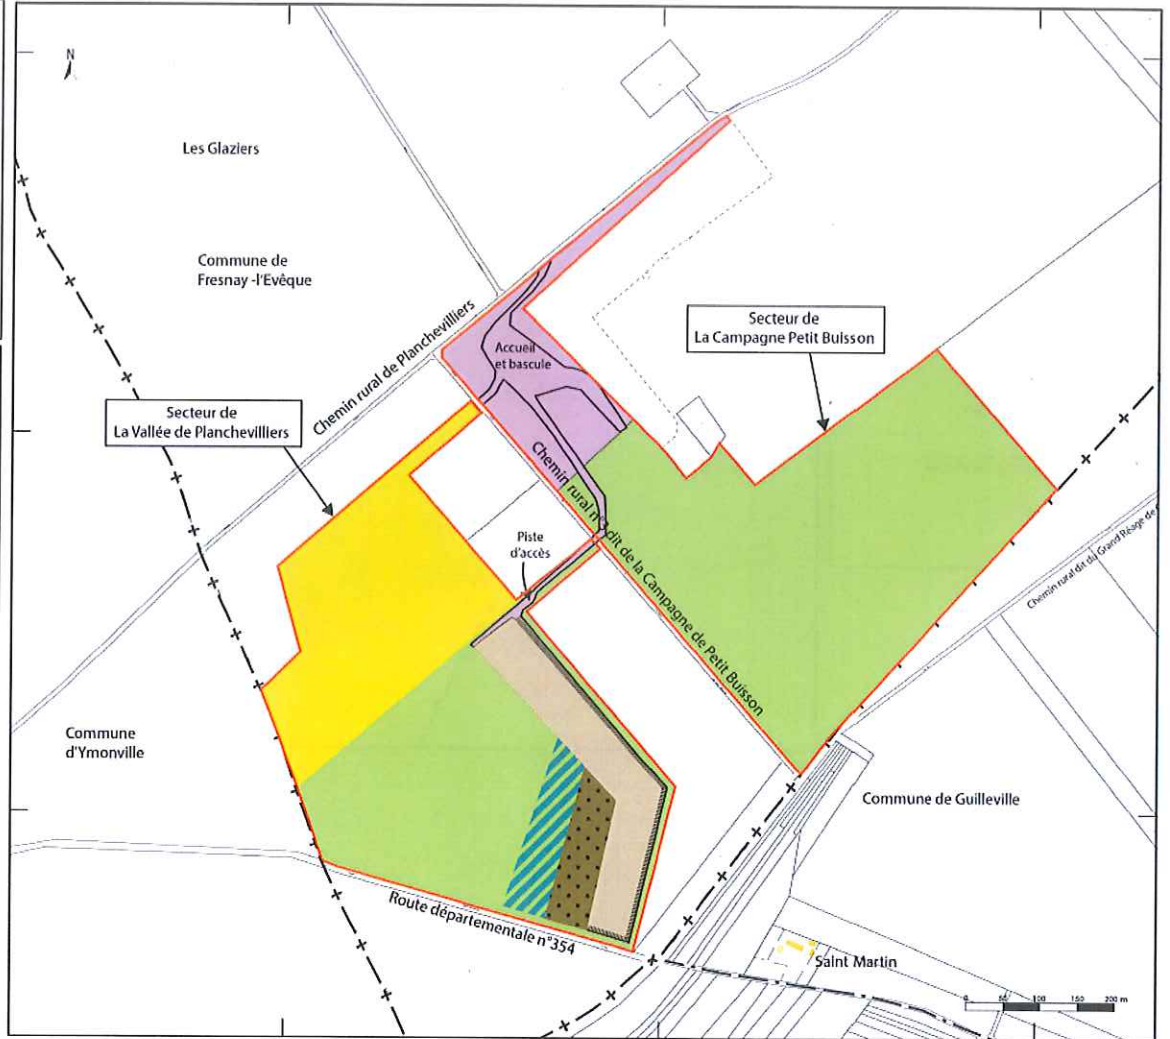 N
Les Glaziers
Commune de
Fresnay -l'Evêque
Chemin rural de Planchevilliers
Accueil
et bascule
Secteur de
La Campagne Petit Buisson
Secteur de
La Vallée de Planchevilliers
Chemin rural n°3 dit de la Campagne de Petit Buisson
Piste
d'accès
Chemin rural dit du Grand Réage de
Commune
d'Ymonville
Commune de Guilleville
Route départementale n°354
Saint Martin
0 50 100 150 200 m